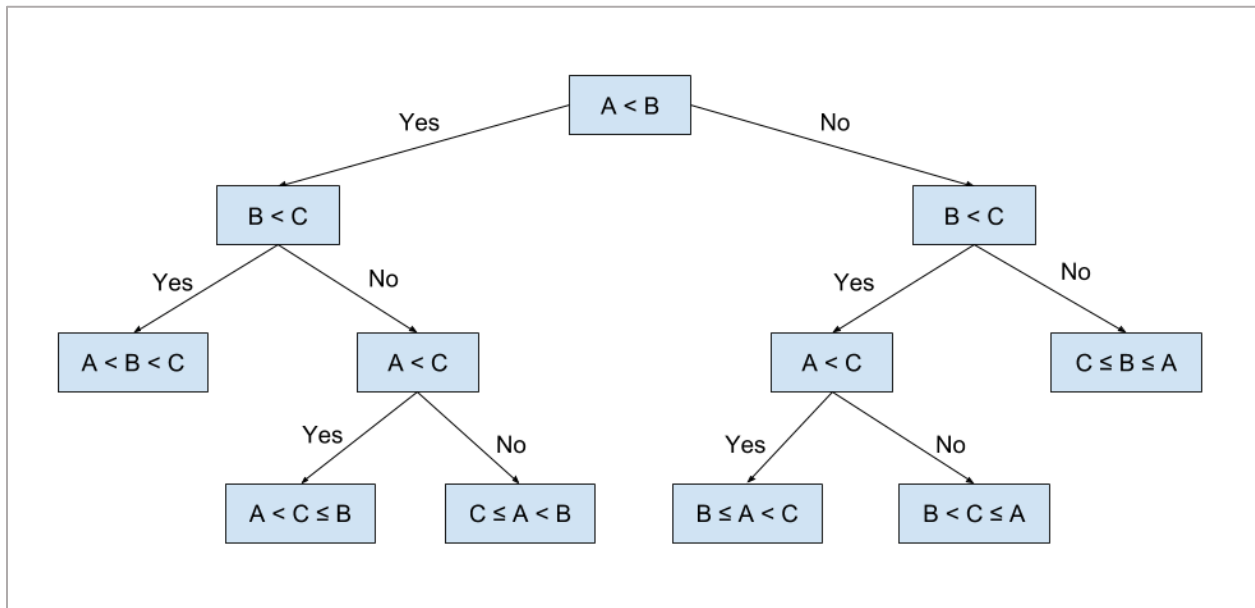 A < B
Yes
No
B < C
B < C
Yes
No
Yes
No
A < B < C
A < C
A < C
C ≤ B ≤ A
Yes
No
Yes
No
A < C ≤ B
C ≤ A < B
B ≤ A < C
B < C ≤ A